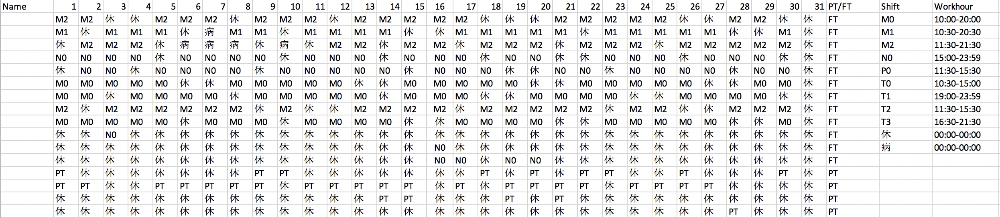 Name 1 2 3 4 5 6 7 8 9 10 11 12 13 14 15 16 17 18 19 20 21 22 23 24 25 26 27 28 29 30 31 PT/FT Shift Workhour
M2 M2 休 休 M2 M2 M2 休 M2 M2 M2 休 M2 M2 M2 M2 M2 休 休 休 M2 M2 M2 M2 M2 休 休 M2 M2 休 休 FT M0 10:00-20:00
M1 休 M1 M1 M1 休 病 M1 M1 休 M1 M1 M1 M1 休 休 M1 M1 M1 M1 M1 休 M1 M1 M1 M1 M1 休 休 M1 休 FT M1 10:30-20:30
休 M2 M2 M2 休 病 病 病 休 病 休 M2 M2 休 M2 M2 休 M2 M2 M2 休 M2 M2 M2 休 M2 M2 M2 M2 M2 休 FT M2 11:30-21:30
N0 N0 N0 N0 休 N0 N0 N0 N0 休 N0 N0 N0 休 N0 N0 N0 休 N0 N0 休 休 N0 N0 N0 休 N0 N0 N0 休 休 FT N0 15:00-23:59
休 N0 N0 休 N0 N0 N0 N0 休 N0 N0 N0 N0 N0 休 N0 N0 N0 休 休 N0 N0 休 N0 N0 N0 N0 休 N0 N0 休 FT P0 11:30-15:30
M0 M0 M0 M0 M0 休 休 M0 M0 M0 M0 M0 休 休 M0 M0 M0 M0 M0 休 休 M0 M0 M0 M0 M0 休 休 M0 M0 休 FT T0 10:30-15:00
M0 M0 休 M0 M0 M0 M0 休 M0 M0 M0 M0 M0 休 M0 M0 M0 休 休 M0 M0 M0 M0 休 休 M0 M0 M0 M0 休 休 FT T1 19:00-23:59
M2 休 M2 M2 M2 M2 M2 M2 休 M2 休 休 M2 M2 M2 M2 休 M2 M2 M2 M2 M2 休 M2 M2 休 休 M2 M2 M2 休 FT T2 11:30-15:30
M0 M0 M0 M0 M0 休 M0 M0 M0 休 M0 M0 M0 M0 休 休 M0 M0 M0 M0 休 休 M0 M0 M0 M0 M0 休 休 M0 休 FT T3 16:30-21:30
休 休 N0 休 休 休 休 休 休 休 休 休 休 休 休 休 休 休 休 休 休 休 休 休 休 休 休 休 休 休 休 FT 休 00:00-00:00
休 休 休 休 休 休 休 休 休 休 休 休 休 休 休 N0 休 休 休 休 休 休 休 休 休 休 休 休 休 休 休 FT 病 00:00-00:00
休 休 休 休 休 休 休 休 休 休 休 休 休 休 休 N0 N0 休 N0 N0 休 休 休 休 休 休 休 休 休 休 休 FT
PT 休 休 休 休 休 休 休 PT PT 休 休 休 休 休 休 休 PT 休 PT 休 PT PT 休 休 PT 休 休 休 PT 休 PT
PT PT 休 休 PT PT PT PT PT 休 PT PT PT PT PT 休 PT 休 PT PT PT PT 休 PT PT PT PT 休 休 休 休 PT
休 休 休 休 休 休 休 休 休 休 休 休 休 PT PT 休 休 休 PT 休 PT 休 休 休 休 休 休 休 休 休 休 PT
休 休 休 休 休 休 休 休 休 休 休 休 休 休 休 休 休 休 休 休 休 休 休 休 休 休 休 PT 休 休 休 PT